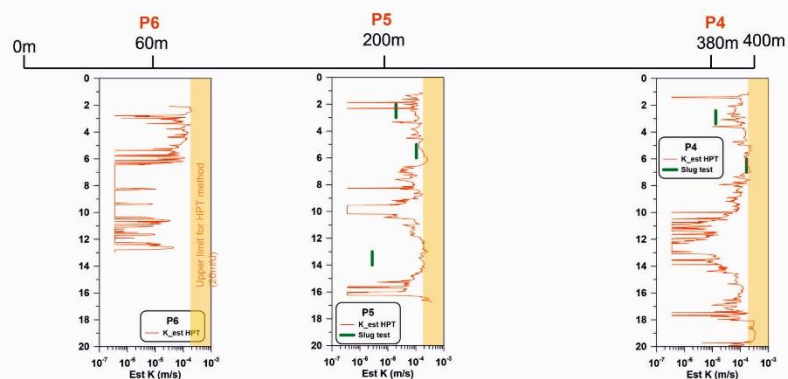 P6
P5
P4
0m
60m
200m
380m
400m
0
2
4
6
8
10
12
14
16
18
20
Upper limit for HPT method
(20m/J)
P6
K_est HPT
10-7
10-6
10-5
10-4
10-3
Est K (m/s)
0
2
4
6
8
10
12
14
16
18
20
P5
K_est HPT
Slug test
10-7
10-6
10-5
10-4
10-3
Est K (m/s)
0
2
4
6
8
10
12
14
16
18
20
P4
K_est HPT
Slug test
10-7
10-6
10-5
10-4
10-3
Est K (m/s)